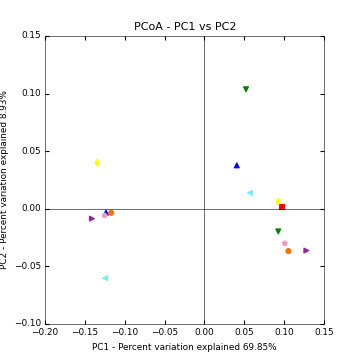 PCoA - PC1 vs PC2
0.15
0.10
0.05
0.00
−0.05
−0.10
PC2 - Percent variation explained 8.93%
−0.20 −0.15 −0.10 −0.05 0.00 0.05 0.10 0.15
PC1 - Percent variation explained 69.85%